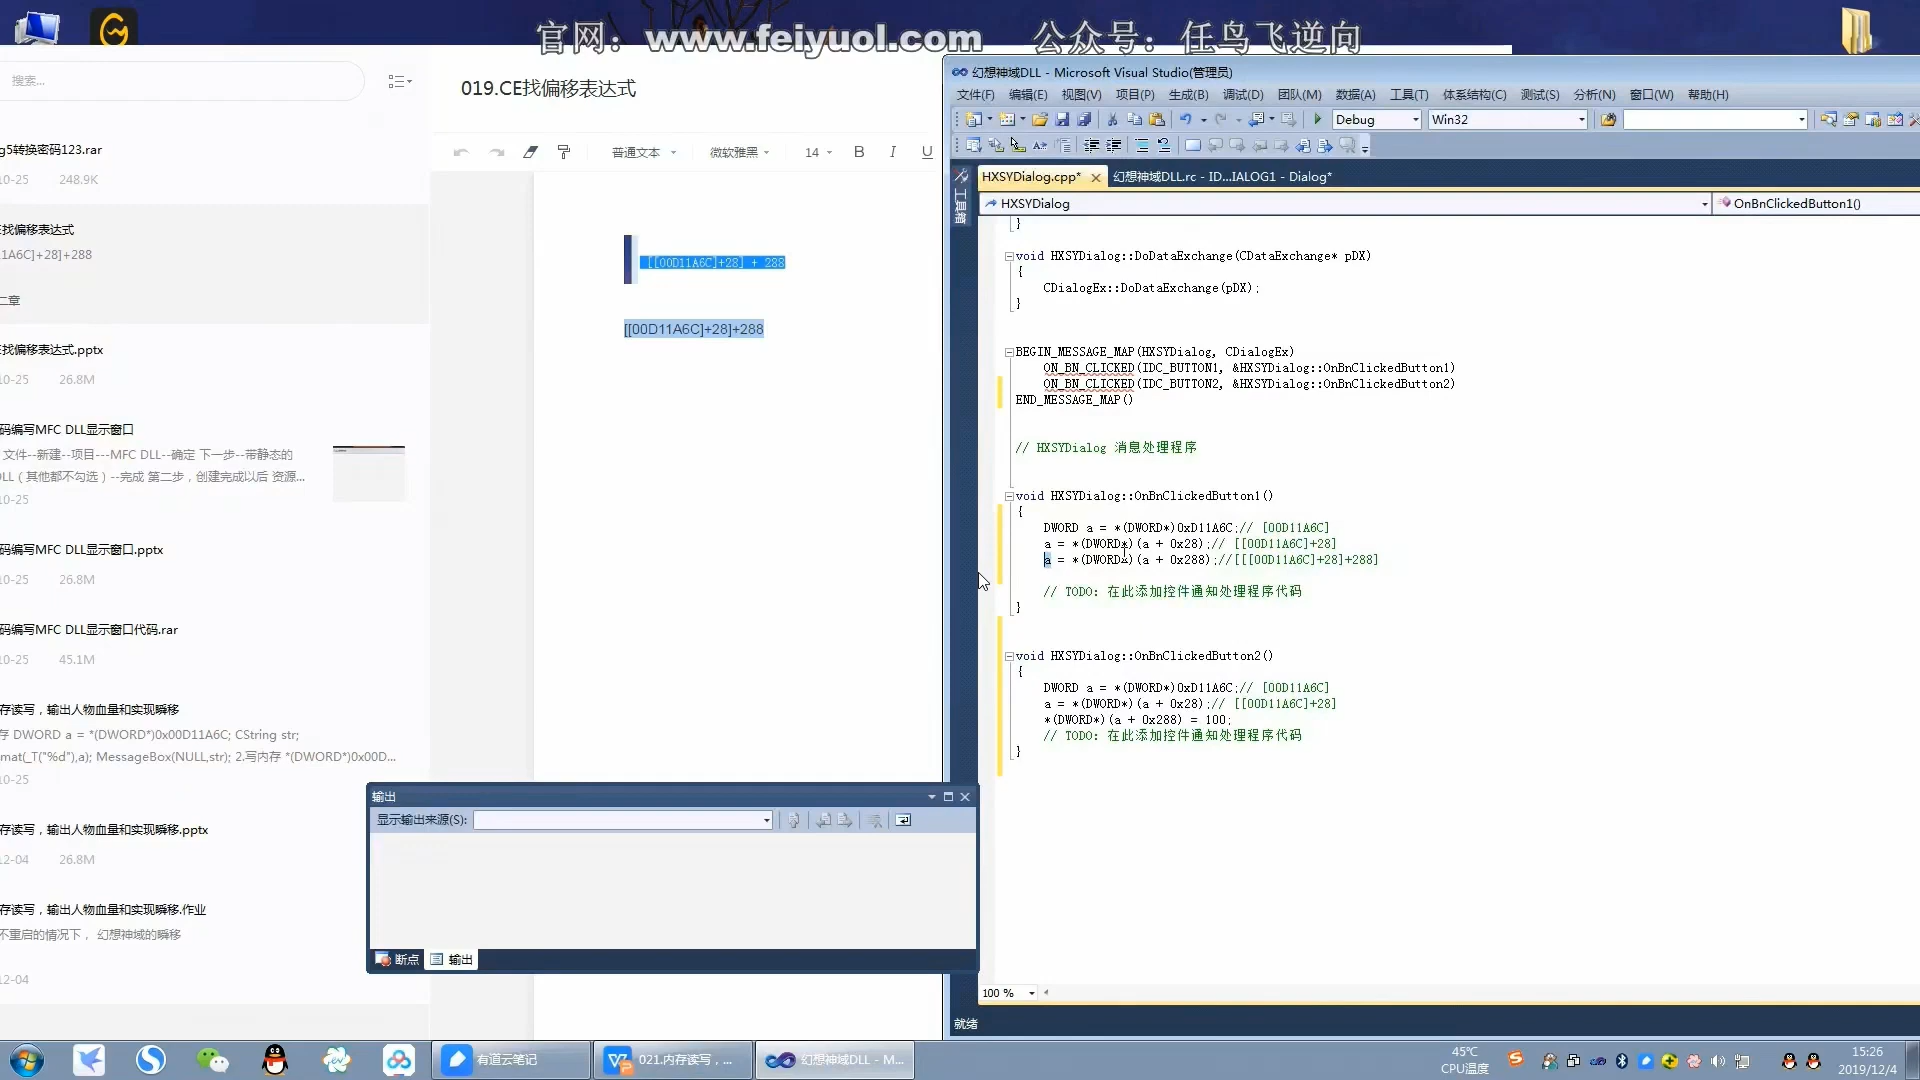 官网：www.feiyuol.com 公众号：任鸟飞逆向
搜索...
g5转换密码123.rar
10-25 248.9K
找偏移表达式
1A6C]+28]+288
二章
找偏移表达式.pptx
10-25 26.8M
码编写MFC DLL显示窗口
文件--新建--项目---MFC DLL--确定 下一步--带静态的
DLL（其他都不勾选）--完成 第二步，创建完成以后 资源...
10-25
码编写MFC DLL显示窗口.pptx
10-25 26.8M
码编写MFC DLL显示窗口代码.rar
10-25 45.1M
存读写，输出人物血量和实现瞬移
存 DWORD a = *(DWORD*)0x00D11A6C; CString str;
mat(_T("%d"),a); MessageBox(NULL,str); 2.写内存 *(DWORD*)0x00D...
10-25
存读写，输出人物血量和实现瞬移.pptx
12-04 26.8M
存读写，输出人物血量和实现瞬移.作业
不重启的情况下， 幻想神域的瞬移
12-04
019.CE找偏移表达式
普通文本 微软雅黑 14 B I U
[[00D11A6C]+28] + 288
[[00D11A6C]+28]+288
幻想神域DLL - Microsoft Visual Studio(管理员)
文件(F) 编辑(E) 视图(V) 项目(P) 生成(B) 调试(D) 团队(M) 数据(A) 工具(T) 体系结构(C) 测试(S) 分析(N) 窗口(W) 帮助(H)
Debug Win32
工具箱
HXSYDialog.cpp* 幻想神域DLL.rc - ID...IALOG1 - Dialog*
HXSYDialog OnBnClickedButton1()
}
void HXSYDialog::DoDataExchange(CDataExchange* pDX)
{
CDialogEx::DoDataExchange(pDX);
}
BEGIN_MESSAGE_MAP(HXSYDialog, CDialogEx)
ON_BN_CLICKED(IDC_BUTTON1, &HXSYDialog::OnBnClickedButton1)
ON_BN_CLICKED(IDC_BUTTON2, &HXSYDialog::OnBnClickedButton2)
END_MESSAGE_MAP()
// HXSYDialog 消息处理程序
void HXSYDialog::OnBnClickedButton1()
{
DWORD a = *(DWORD*)0xD11A6C;// [00D11A6C]
a = *(DWORD*)(a + 0x28);// [[00D11A6C]+28]
a = *(DWORD*)(a + 0x288);//[[[00D11A6C]+28]+288]
// TODO: 在此添加控件通知处理程序代码
}
void HXSYDialog::OnBnClickedButton2()
{
DWORD a = *(DWORD*)0xD11A6C;// [00D11A6C]
a = *(DWORD*)(a + 0x28);// [[00D11A6C]+28]
*(DWORD*)(a + 0x288) = 100;
// TODO: 在此添加控件通知处理程序代码
}
100 %
就绪
输出
显示输出来源(S):
断点 输出
有道云笔记 021.内存读写，... 幻想神域DLL - M...
45℃
CPU温度
15:26
2019/12/4